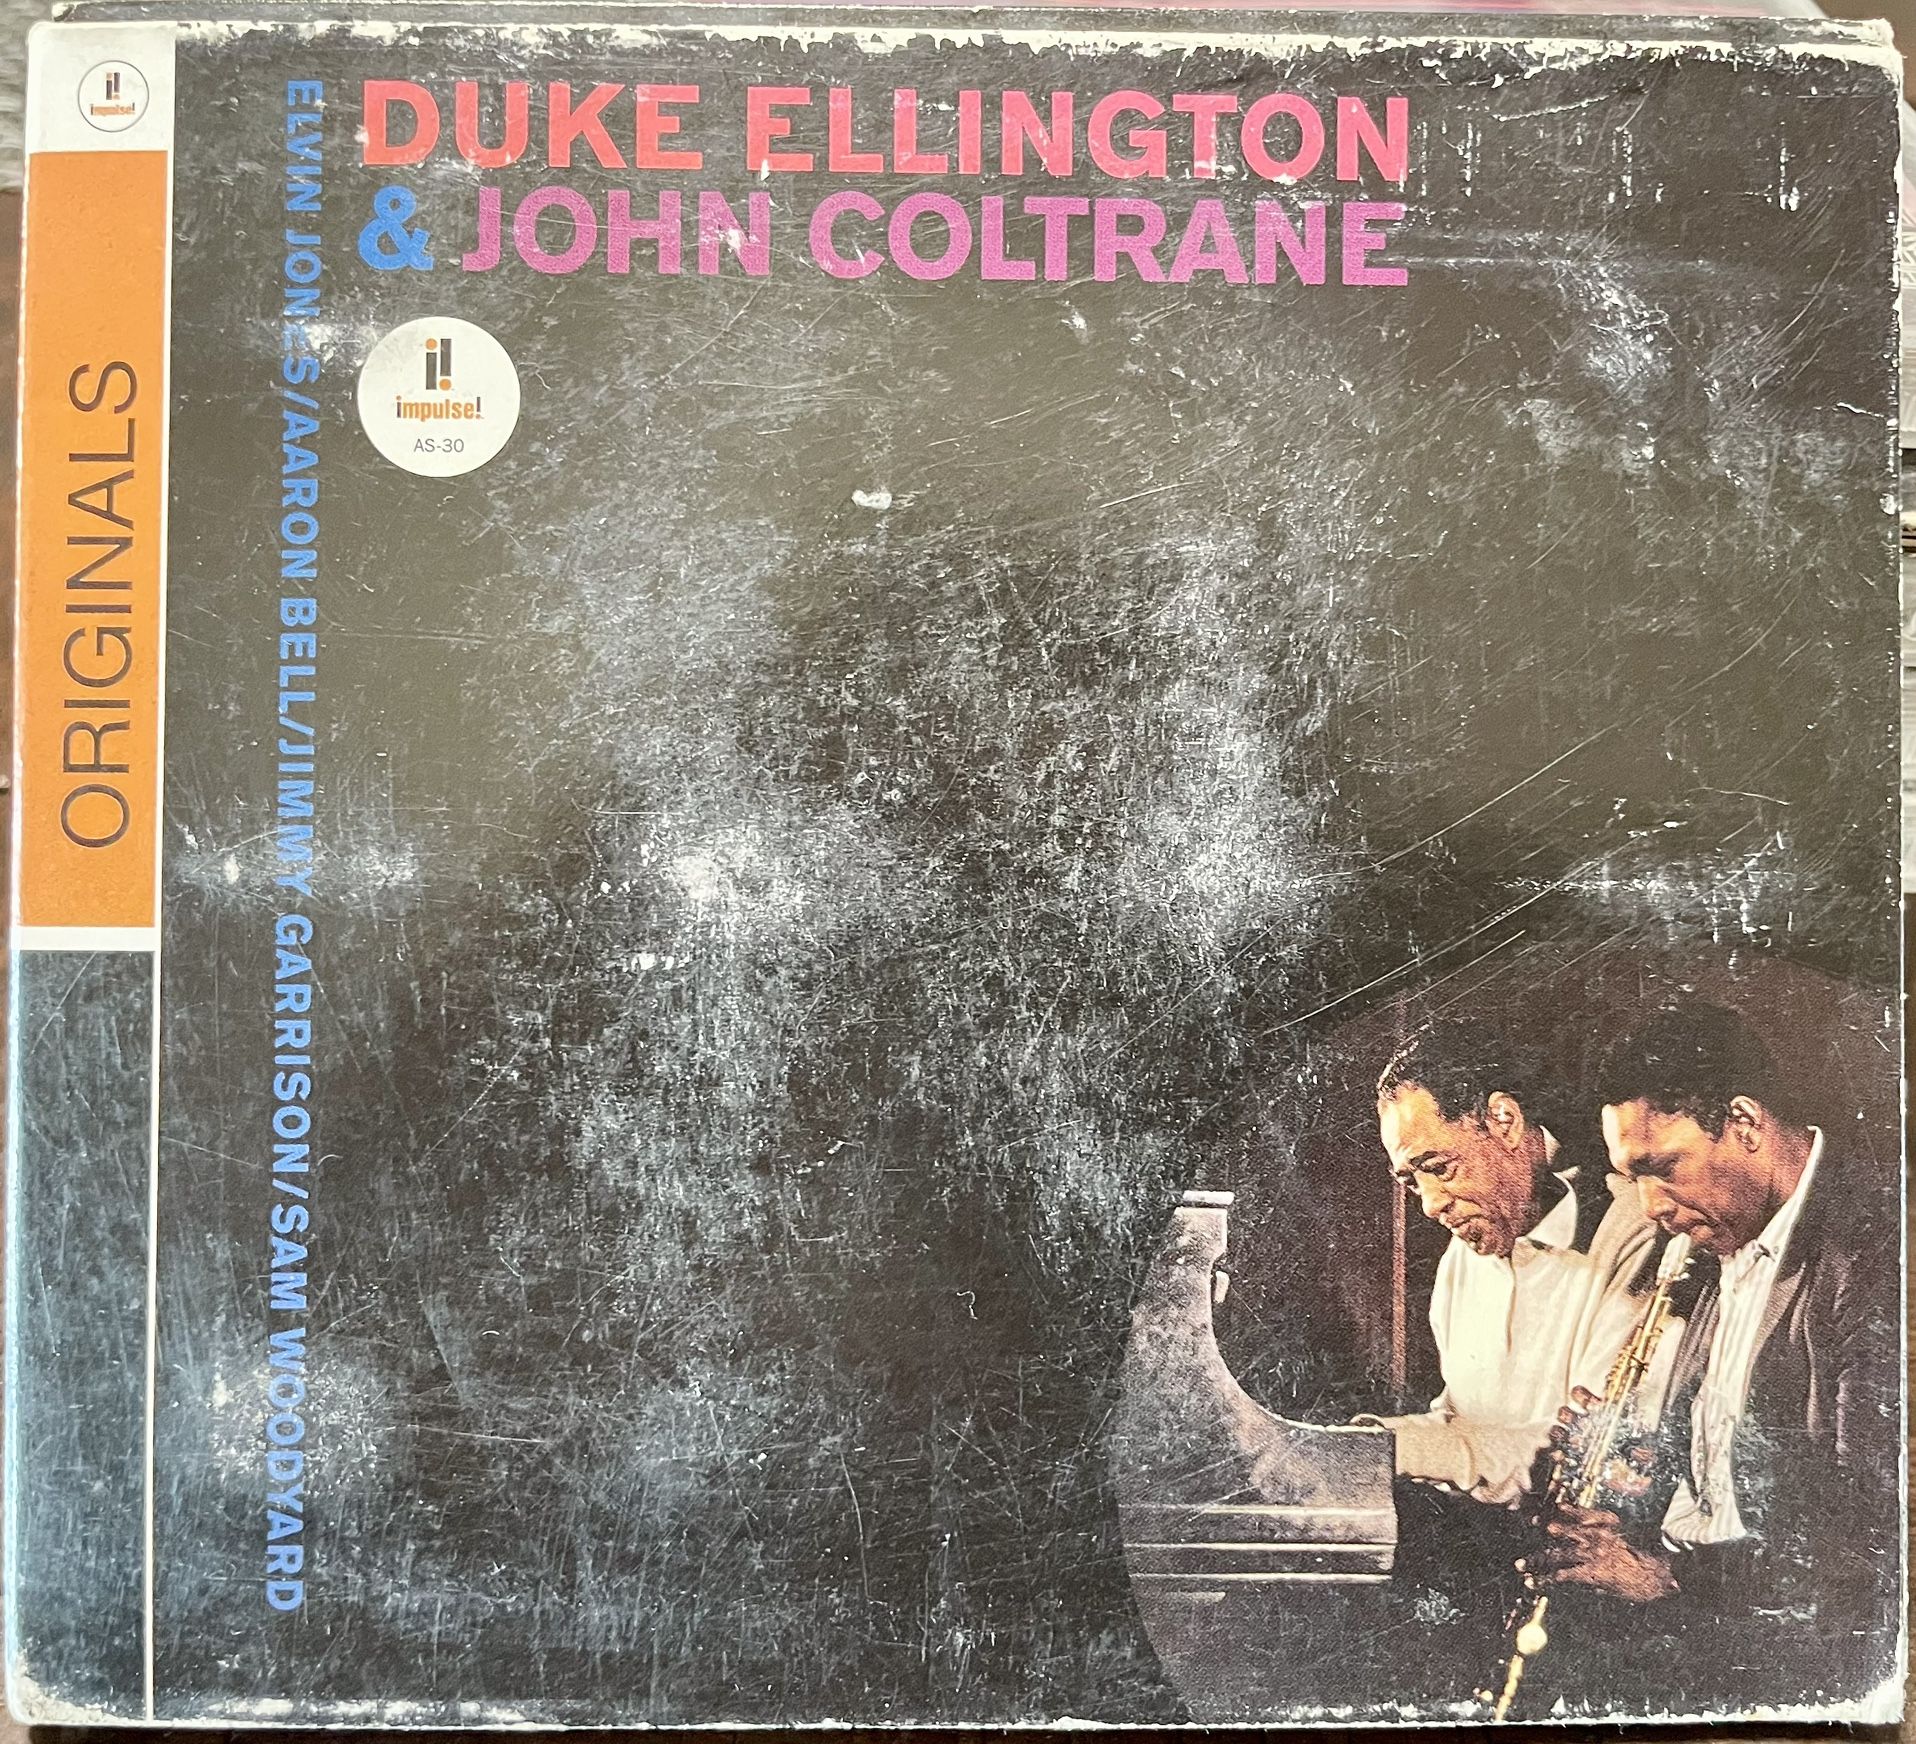 i!
impulse!
ORIGINALS
DUKE ELLINGTON
& JOHN COLTRANE
ELVIN JONES/AARON BELL/JIMMY GARRISON/SAM WOODYARD
i!
impulse!
AS-30